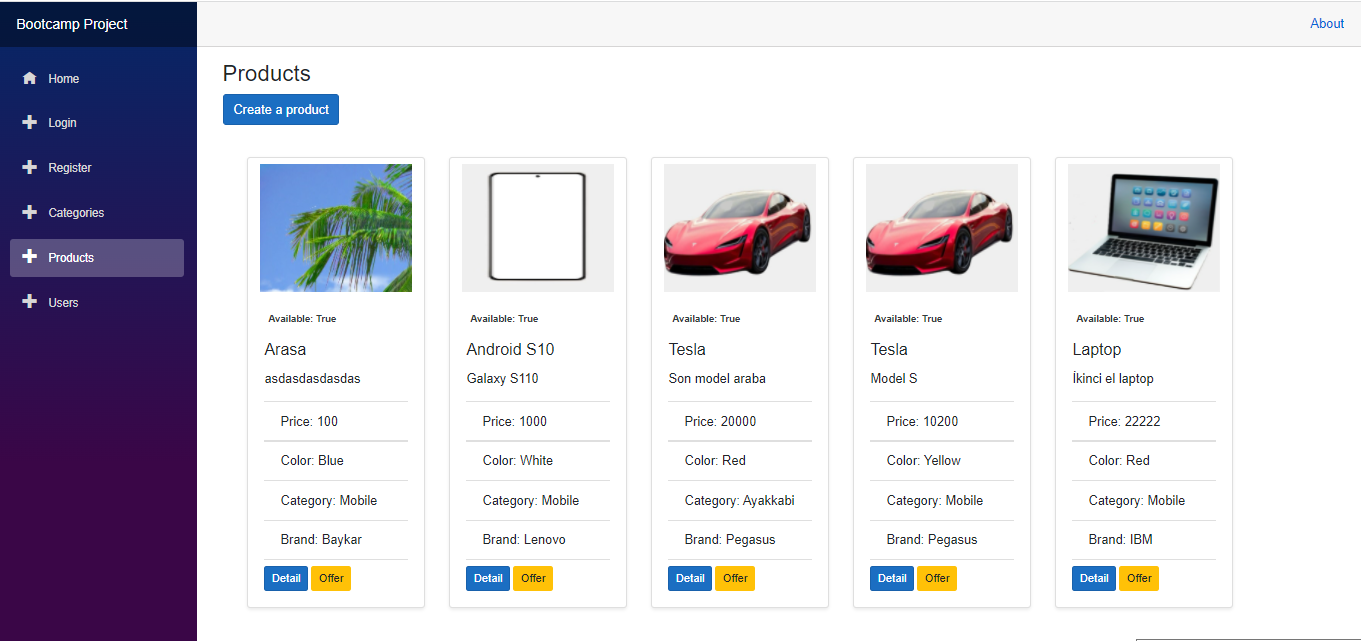 Bootcamp Project
About
Home
Login
Register
Categories
Products
Users
Products
Create a product
Available: True
Arasa
asdasdasdasdas
Price: 100
Color: Blue
Category: Mobile
Brand: Baykar
Detail Offer
Available: True
Android S10
Galaxy S110
Price: 1000
Color: White
Category: Mobile
Brand: Lenovo
Detail Offer
Available: True
Tesla
Son model araba
Price: 20000
Color: Red
Category: Ayakkabi
Brand: Pegasus
Detail Offer
Available: True
Tesla
Model S
Price: 10200
Color: Yellow
Category: Mobile
Brand: Pegasus
Detail Offer
Available: True
Laptop
İkinci el laptop
Price: 22222
Color: Red
Category: Mobile
Brand: IBM
Detail Offer